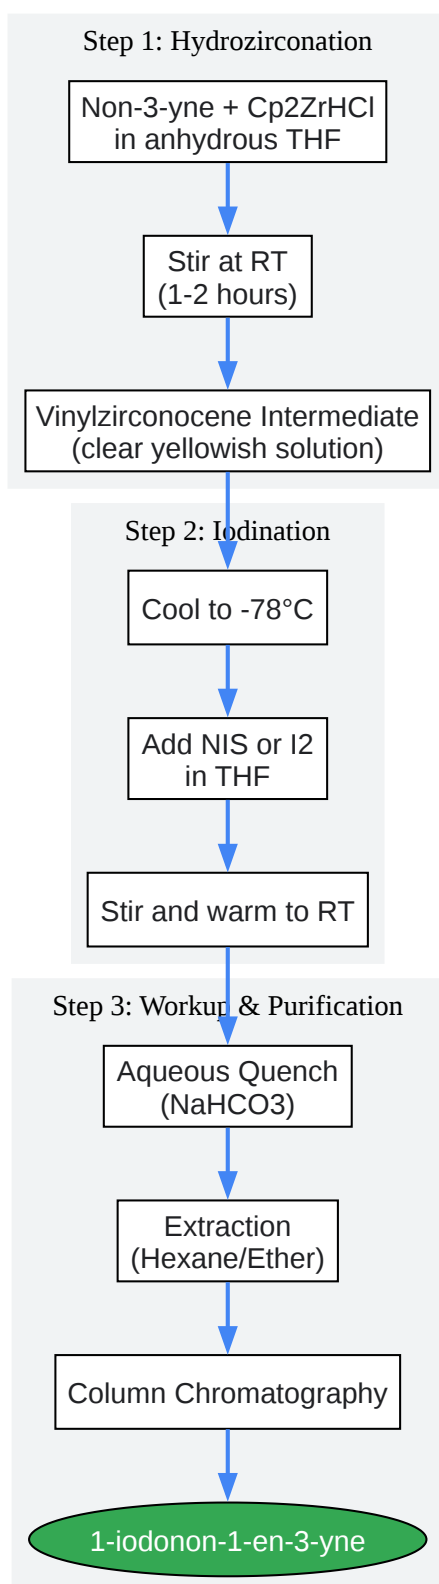 Step 1: Hydrozirconation
Non-3-yne + Cp2ZrHCl
in anhydrous THF
Stir at RT
(1-2 hours)
Vinylzirconocene Intermediate
(clear yellowish solution)
Step 2: Iodination
Cool to -78°C
Add NIS or I2
in THF
Stir and warm to RT
Step 3: Workup & Purification
Aqueous Quench
(NaHCO3)
Extraction
(Hexane/Ether)
Column Chromatography
1-iodonon-1-en-3-yne